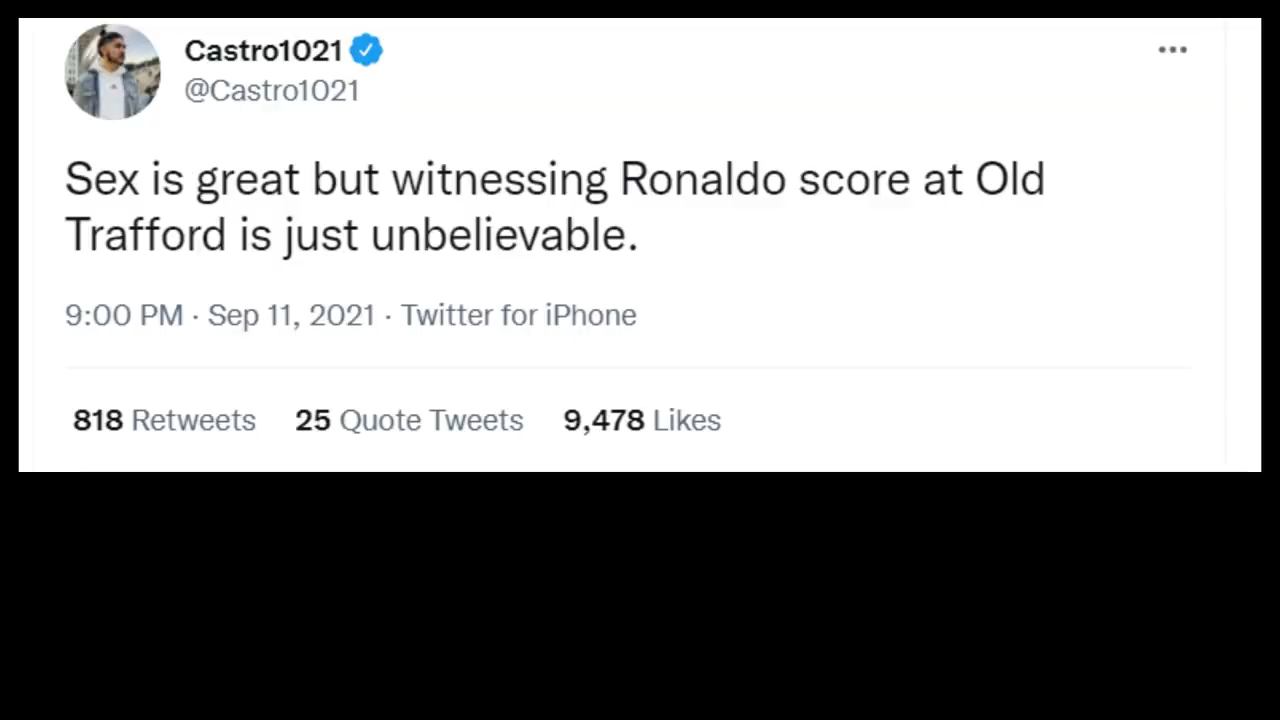 Castro1021
@Castro1021
Sex is great but witnessing Ronaldo score at Old
Trafford is just unbelievable.
9:00 PM · Sep 11, 2021 · Twitter for iPhone
818 Retweets 25 Quote Tweets 9,478 Likes